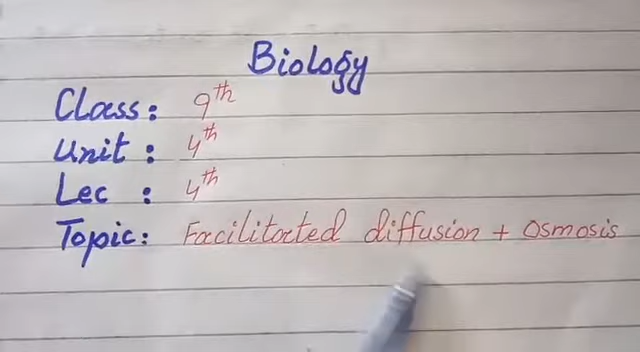 Biology
Class: 9th
Unit: 4th
Lec: 4th
Topic: Facilitated diffusion + Osmosis